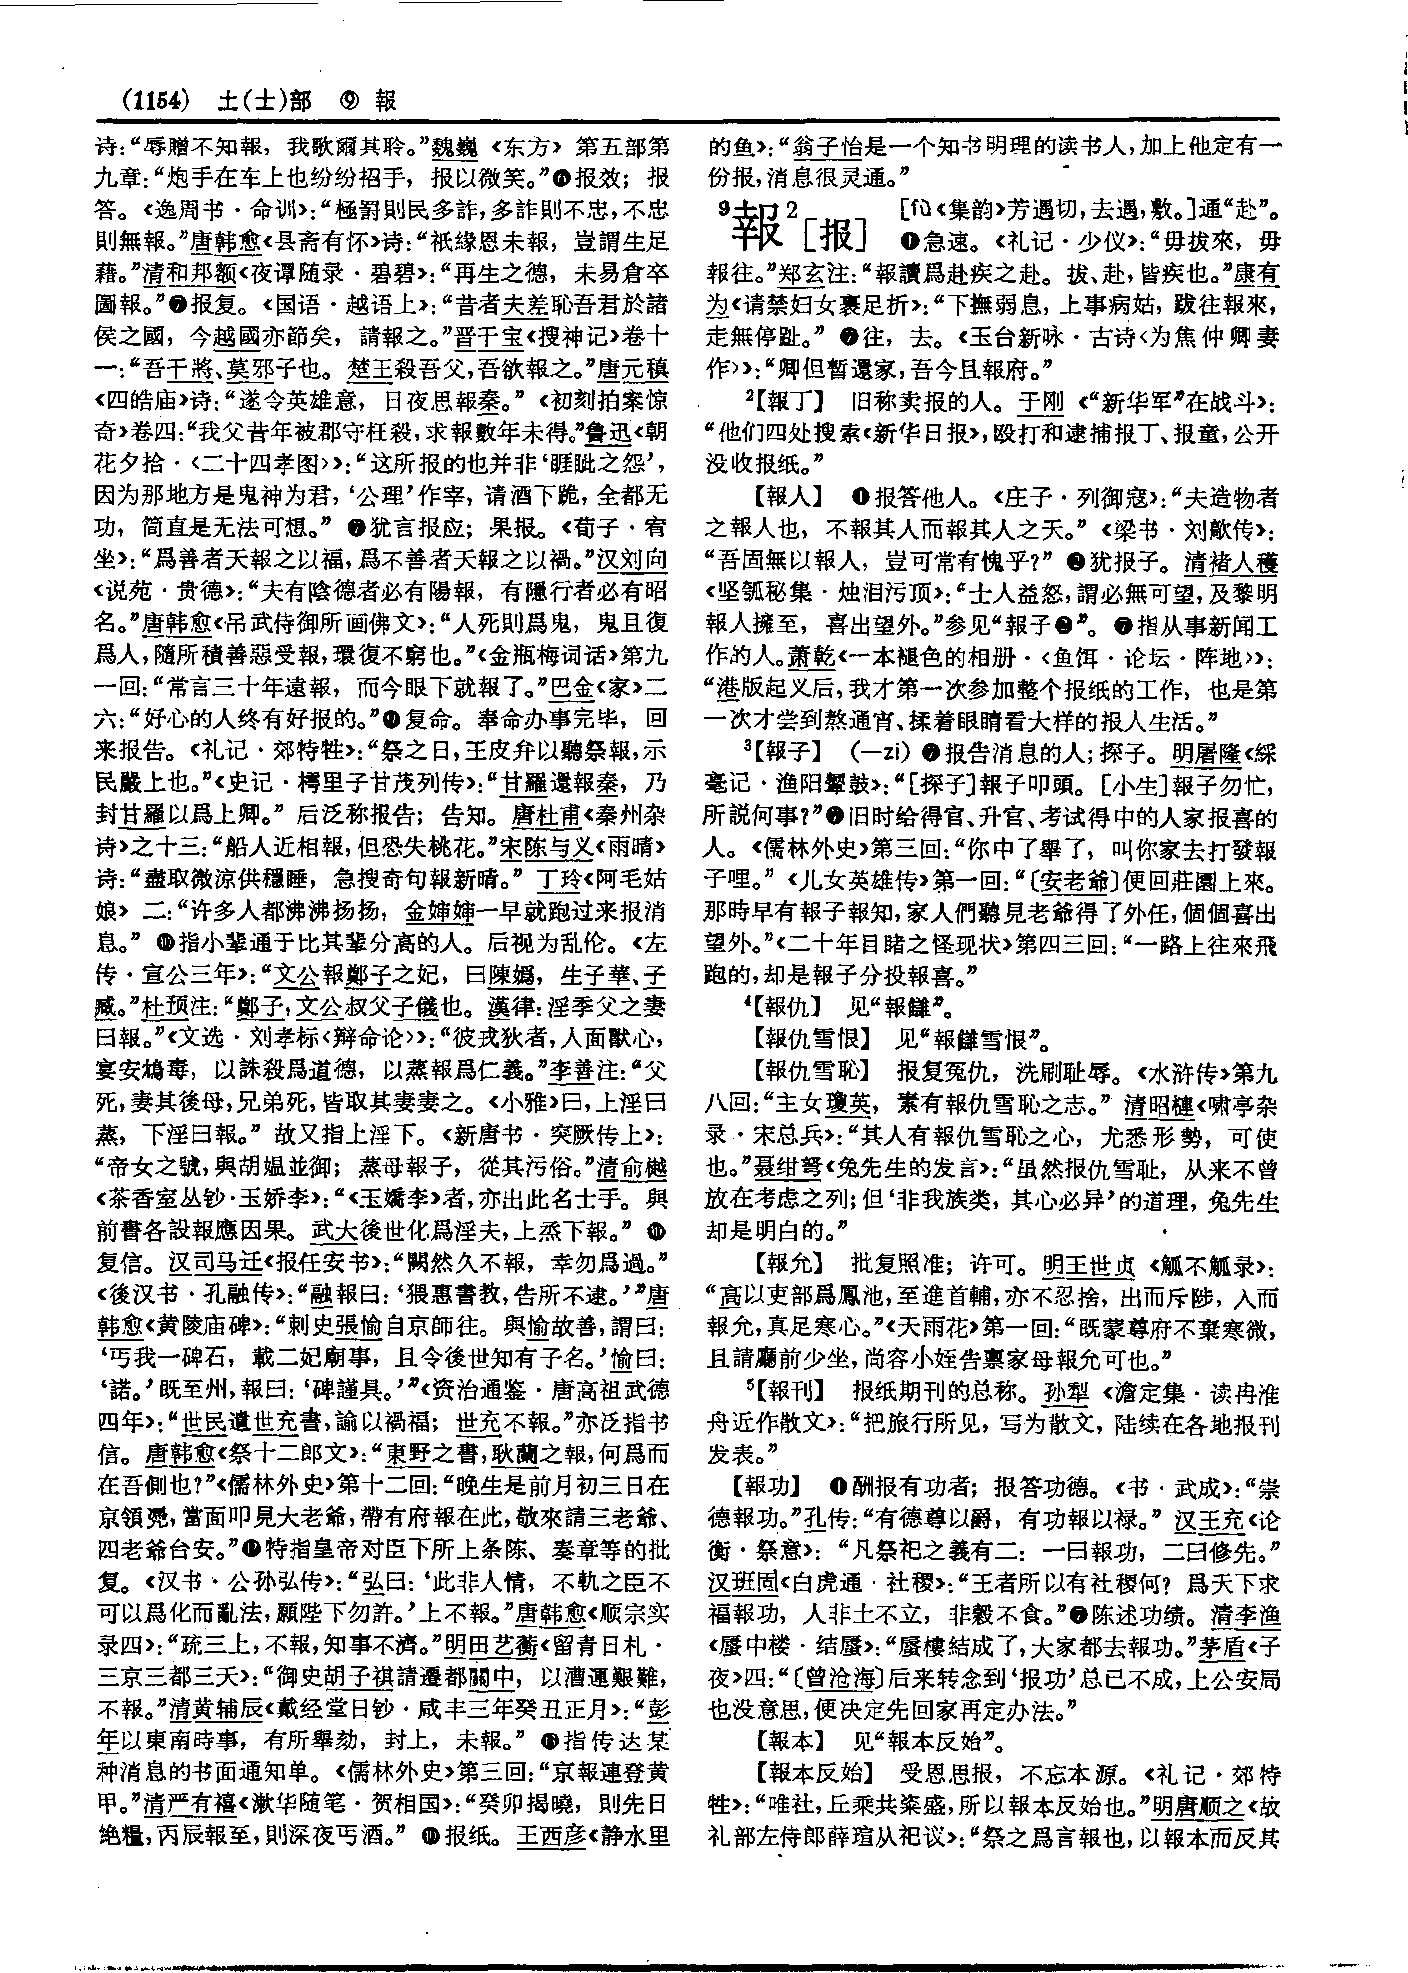 (1154) 土(士)部 ⑨ 報
诗：“辱赠不知報，我歌爾其聆。”魏巍《东方》第五部第
九章：“炮手在车上也纷纷招手，报以微笑。”❻报效；报
答。《逸周书·命训》：“極罸則民多詐，多詐則不忠，不忠
則無報。”唐韩愈《县斋有怀》诗：“衹緣恩未報，豈謂生足
藉。”清和邦额《夜谭随录·碧碧》：“再生之德，未易倉卒
圖報。”❼报复。《国语·越语上》：“昔者夫差恥吾君於諸
侯之國，今越國亦節矣，請報之。”晋干宝《搜神记》卷十
一：“吾干將、莫邪子也。楚王殺吾父，吾欲報之。”唐元稹
《四皓庙》诗：“遂令英雄意，日夜思報秦。”《初刻拍案惊
奇》卷四：“我父昔年被郡守枉殺，求報數年未得。”鲁迅《朝
花夕拾·〈二十四孝图〉》：“这所报的也并非‘睚眦之怨’，
因为那地方是鬼神为君，‘公理’作宰，请酒下跪，全都无
功，简直是无法可想。”犹言报应；果报。《荀子·宥
坐》：“爲善者天報之以福，爲不善者天報之以禍。”汉刘向
《说苑·贵德》：“夫有陰德者必有陽報，有隱行者必有昭
名。”唐韩愈《吊武侍御所画佛文》：“人死則爲鬼，鬼且復
爲人，隨所積善惡受報，環復不窮也。”《金瓶梅词话》第九
一回：“常言三十年遠報，而今眼下就報了。”巴金《家》二
六：“好心的人终有好报的。”复命。奉命办事完毕，回
来报告。《礼记·郊特牲》：“祭之日，王皮弁以聽祭報，示
民嚴上也。”《史记·樗里子甘茂列传》：“甘羅還報秦，乃
封甘羅以爲上卿。”后泛称报告；告知。唐杜甫《秦州杂
诗》之十三：“船人近相報，但恐失桃花。”宋陈与义《雨晴》
诗：“盡取微涼供穩睡，急搜奇句報新晴。”丁玲《阿毛姑
娘》二：“许多人都沸沸扬扬，金婶婶一早就跑过来报消
息。”指小辈通于比其辈分高的人。后视为乱伦。《左
传·宣公三年》：“文公報鄭子之妃，曰陳嬀，生子華、子
臧。”杜预注：“鄭子，文公叔父子儀也。漢律：淫季父之妻
曰報。”《文选·刘孝标〈辩命论〉》：“彼戎狄者，人面獸心，
宴安鴆毒，以誅殺爲道德，以蒸報爲仁義。”李善注：“父
死，妻其後母，兄弟死，皆取其妻妻之。《小雅》曰，上淫曰
蒸，下淫曰報。”故又指上淫下。《新唐书·突厥传上》：
“帝女之號，與胡媪並御；蒸母報子，從其污俗。”清俞樾
《茶香室丛钞·玉娇李》：“《玉嬌李》者，亦出此名士手。與
前書各設報應因果。武大後世化爲淫夫，上烝下報。”
复信。汉司马迁《报任安书》：“闕然久不報，幸勿爲過。”
《後汉书·孔融传》：“融報曰：‘猥惠書教，告所不逮。’”唐
韩愈《黄陵庙碑》：“刺史張愉自京師往。與愉故善，謂曰：
‘丐我一碑石，載二妃廟事，且令後世知有子名。’愉曰：
‘諾。’既至州，報曰：‘碑謹具。’”《资治通鉴·唐高祖武德
四年》：“世民遺世充書，諭以禍福；世充不報。”亦泛指书
信。唐韩愈《祭十二郎文》：“東野之書，耿蘭之報，何爲而
在吾側也？”《儒林外史》第十二回：“晚生是前月初三日在
京領凴，當面叩見大老爺，帶有府報在此，敬來請三老爺、
四老爺台安。”⓬特指皇帝对臣下所上条陈、奏章等的批
复。《汉书·公孙弘传》：“弘曰：‘此非人情，不軌之臣不
可以爲化而亂法，願陛下勿許。’上不報。”唐韩愈《顺宗实
录四》：“疏三上，不報，知事不濟。”明田艺蘅《留青日札·
三京三都三天》：“御史胡子祺請遷都關中，以漕運艱難，
不報。”清黄辅辰《戴经堂日钞·咸丰三年癸丑正月》：“彭
年以東南時事，有所舉劾，封上，未報。”指传达某
种消息的书面通知单。《儒林外史》第三回：“京報連登黄
甲。”清严有禧《漱华随笔·贺相国》：“癸卯揭曉，則先日
绝糧，丙辰報至，則深夜丐酒。”报纸。王西彦《静水里
的鱼》：“翁子怡是一个知书明理的读书人，加上他定有一
份报，消息很灵通。”
9報2[报] [fù《集韵》芳遇切，去遇，敷。]通“赴”。
❶急速。《礼记·少仪》：“毋拔來，毋
報往。”郑玄注：“報讀爲赴疾之赴。拔、赴，皆疾也。”康有
为《请禁妇女裹足折》：“下撫弱息，上事病姑，跋往報來，
走無停趾。”❷往，去。《玉台新咏·古诗〈为焦仲卿妻
作〉》：“卿但暫還家，吾今且報府。”
2【報丁】 旧称卖报的人。于刚《“新华军”在战斗》：
“他们四处搜索《新华日报》，殴打和逮捕报丁、报童，公开
没收报纸。”
【報人】 ❶报答他人。《庄子·列御寇》：“夫造物者
之報人也，不報其人而報其人之天。”《梁书·刘歊传》：
“吾固無以報人，豈可常有愧乎？”❷犹报子。清褚人穫
《坚瓠秘集·烛泪污顶》：“士人益怒，謂必無可望，及黎明
報人擁至，喜出望外。”参见“報子❷”。❸指从事新闻工
作的人。萧乾《一本褪色的相册·〈鱼饵·论坛·阵地〉》：
“港版起义后，我才第一次参加整个报纸的工作，也是第
一次才尝到熬通宵、揉着眼睛看大样的报人生活。”
3【報子】 （—zi）❶报告消息的人；探子。明屠隆《綵
毫记·渔阳鼙鼓》：“[探子]報子叩頭。[小生]報子勿忙，
所説何事？”❷旧时给得官、升官、考试得中的人家报喜的
人。《儒林外史》第三回：“你中了舉了，叫你家去打發報
子哩。”《儿女英雄传》第一回：“〔安老爺〕便回莊園上來。
那時早有報子報知，家人們聽見老爺得了外任，個個喜出
望外。”《二十年目睹之怪现状》第四三回：“一路上往來飛
跑的，却是報子分投報喜。”
4【報仇】 见“報讎”。
【報仇雪恨】 见“報讎雪恨”。
【報仇雪恥】 报复冤仇，洗刷耻辱。《水浒传》第九
八回：“主女瓊英，素有報仇雪恥之志。”清昭槤《啸亭杂
录·宋总兵》：“其人有報仇雪恥之心，尤悉形勢，可使
也。”聂绀弩《兔先生的发言》：“虽然报仇雪耻，从来不曾
放在考虑之列；但‘非我族类，其心必异’的道理，兔先生
却是明白的。”
【報允】 批复照准；许可。明王世贞《觚不觚录》：
“高以吏部爲鳳池，至進首輔，亦不忍捨，出而斥陟，入而
報允，真足寒心。”《天雨花》第一回：“既蒙尊府不棄寒微，
且請廳前少坐，尚容小姪告禀家母報允可也。”
5【報刊】 报纸期刊的总称。孙犁《澹定集·读冉淮
舟近作散文》：“把旅行所见，写为散文，陆续在各地报刊
发表。”
【報功】 ❶酬报有功者；报答功德。《书·武成》：“崇
德報功。”孔传：“有德尊以爵，有功報以禄。”汉王充《论
衡·祭意》：“凡祭祀之義有二：一曰報功，二曰修先。”
汉班固《白虎通·社稷》：“王者所以有社稷何？爲天下求
福報功，人非土不立，非穀不食。”❷陈述功绩。清李渔
《蜃中楼·结蜃》：“蜃樓結成了，大家都去報功。”茅盾《子
夜》四：“〔曾沧海〕后来转念到‘报功’总已不成，上公安局
也没意思，便决定先回家再定办法。”
【報本】 见“報本反始”。
【報本反始】 受恩思报，不忘本源。《礼记·郊特
牲》：“唯社，丘乘共粢盛，所以報本反始也。”明唐顺之《故
礼部左侍郎薛瑄从祀议》：“祭之爲言報也，以報本而反其